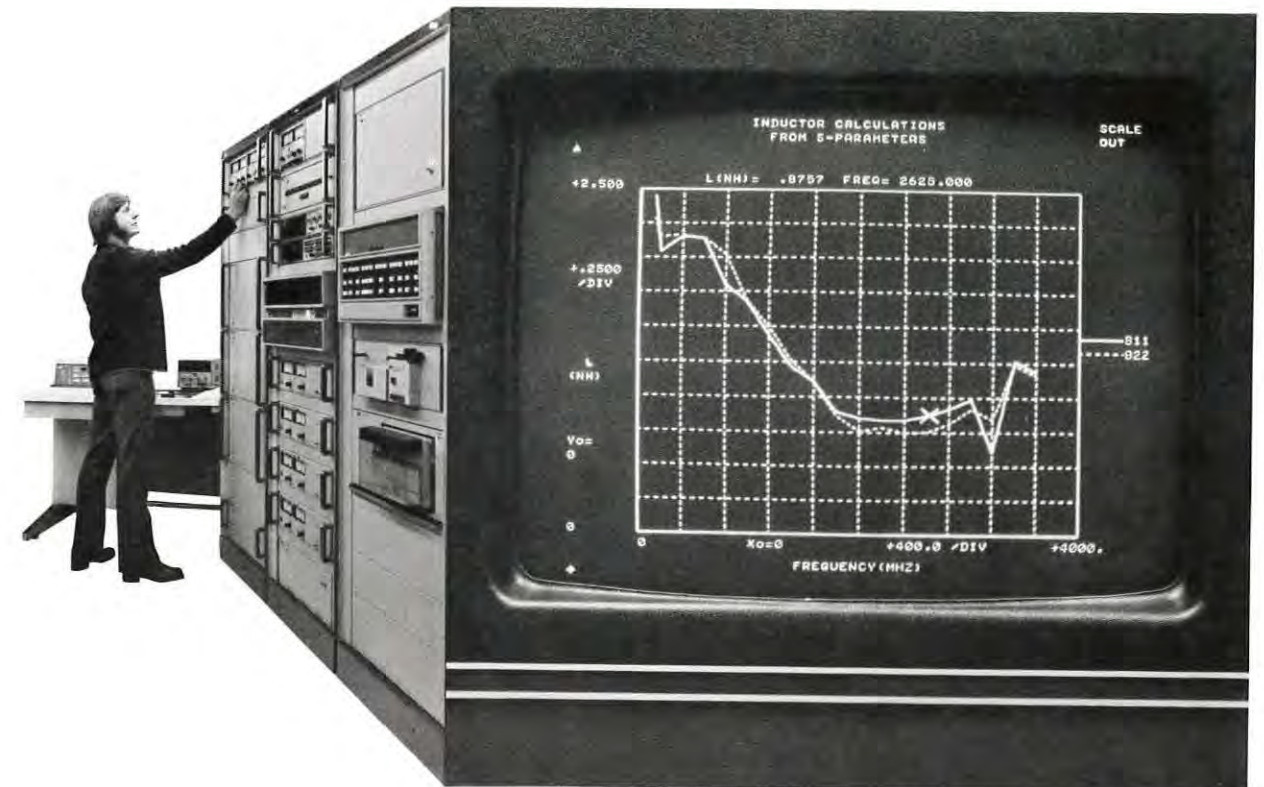 INDUCTOR CALCULATIONS
FROM S-PARAMETERS
SCALE
OUT
+2.500
L(NH)= .8757 FREQ= 2625.000
+.2500
/DIV
S11
S22
L
(NH)
Yo=
0
0
0 Xo=0 +400.0 /DIV +4000.
FREQUENCY(MHZ)